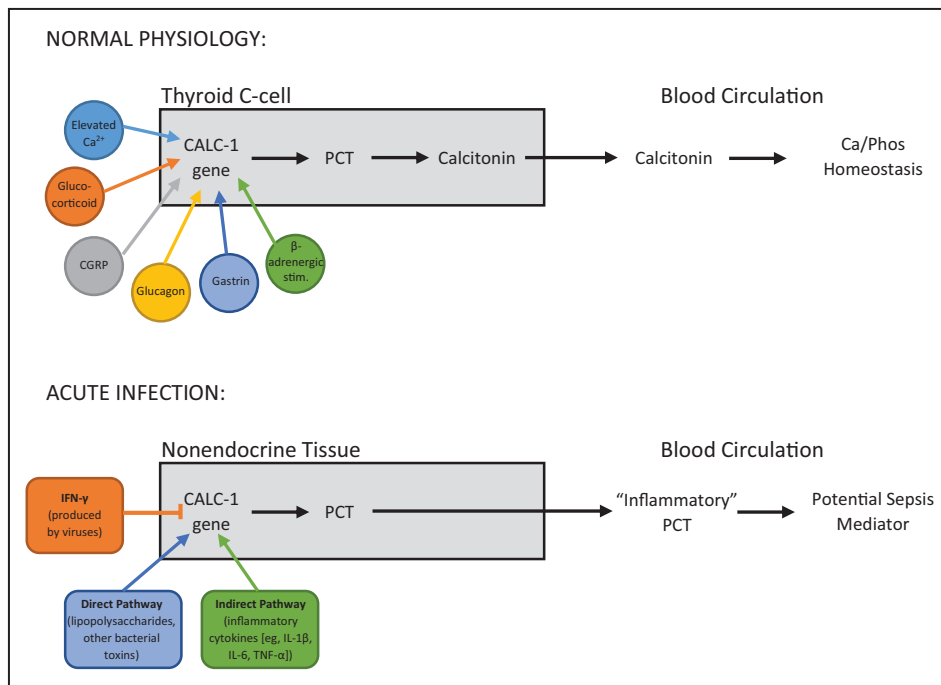 NORMAL PHYSIOLOGY:
Thyroid C-cell
Blood Circulation
Elevated
Ca²⁺
Gluco-
corticoid
CGRP
Glucagon
Gastrin
β-
adrenergic
stim.
CALC-1
gene
PCT
Calcitonin
Calcitonin
Ca/Phos
Homeostasis
ACUTE INFECTION:
Nonendocrine Tissue
Blood Circulation
IFN-γ
(produced
by viruses)
CALC-1
gene
PCT
“Inflammatory”
PCT
Potential Sepsis
Mediator
Direct Pathway
(lipopolysaccharides,
other bacterial
toxins)
Indirect Pathway
(inflammatory
cytokines [eg, IL-1β,
IL-6, TNF-α])